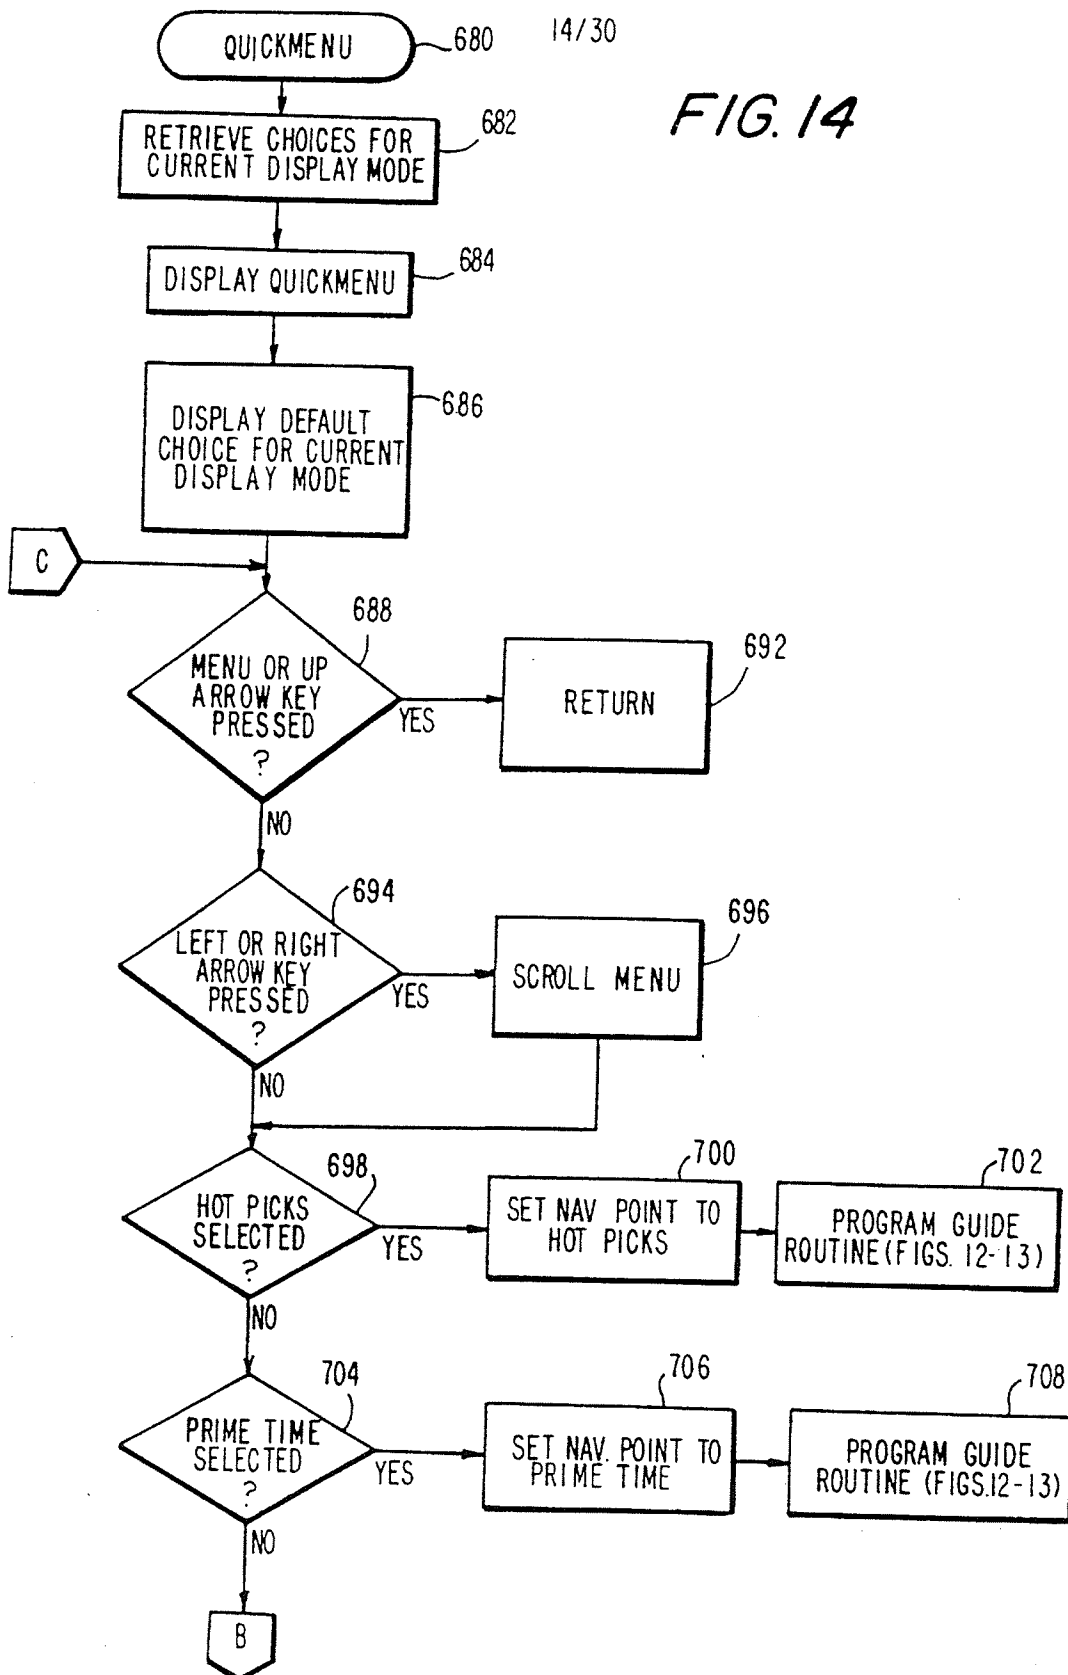 QUICKMENU
680
14/30
FIG. 14
RETRIEVE CHOICES FOR
CURRENT DISPLAY MODE
682
DISPLAY QUICKMENU
684
DISPLAY DEFAULT
CHOICE FOR CURRENT
DISPLAY MODE
686
C
MENU OR UP
ARROW KEY
PRESSED
?
688
YES
RETURN
692
NO
LEFT OR RIGHT
ARROW KEY
PRESSED
?
694
YES
SCROLL MENU
696
NO
HOT PICKS
SELECTED
?
698
YES
SET NAV POINT TO
HOT PICKS
700
PROGRAM GUIDE
ROUTINE (FIGS. 12-13)
702
NO
PRIME TIME
SELECTED
?
704
YES
SET NAV. POINT TO
PRIME TIME
706
PROGRAM GUIDE
ROUTINE (FIGS. 12-13)
708
NO
B